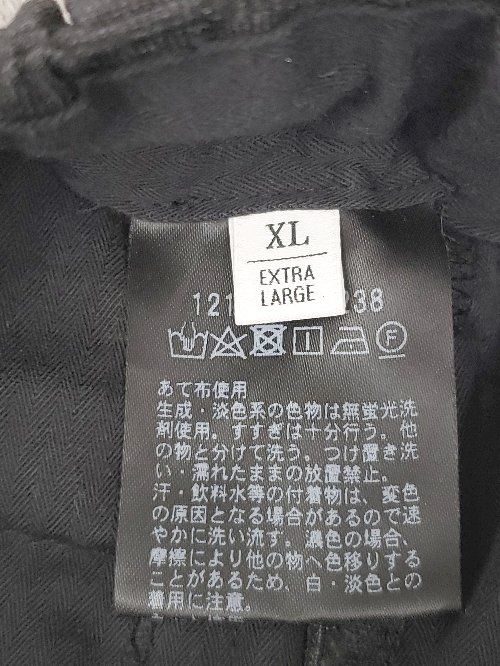 XL
EXTRA
LARGE
121 238
F
あて布使用
生成・淡色系の色物は無蛍光洗
剤使用。すすぎは十分行う。他
の物と分けて洗う。つけ置き洗
い・濡れたままの放置禁止。
汗・飲料水等の付着物は、変色
の原因となる場合があるので速
やかに洗い流す。濃色の場合、
摩擦により他の物へ色移りする
ことがあるため、白・淡色との
着用に注意。